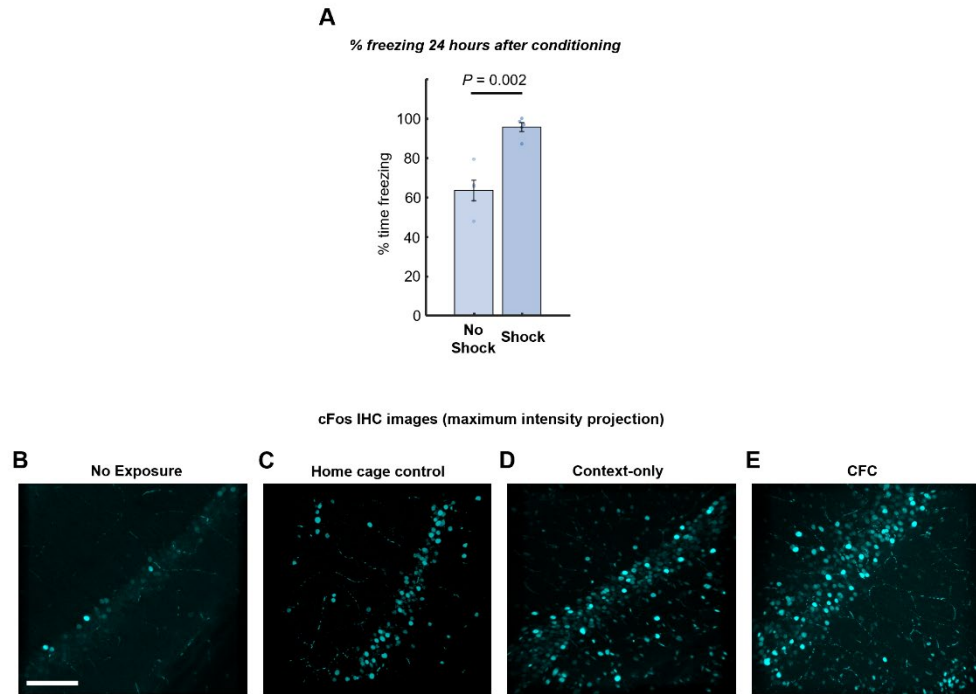 A
% freezing 24 hours after conditioning
P = 0.002
100
80
60
40
20
0
% time freezing
No
Shock
Shock
cFos IHC images (maximum intensity projection)
B
No Exposure
C
Home cage control
D
Context-only
E
CFC